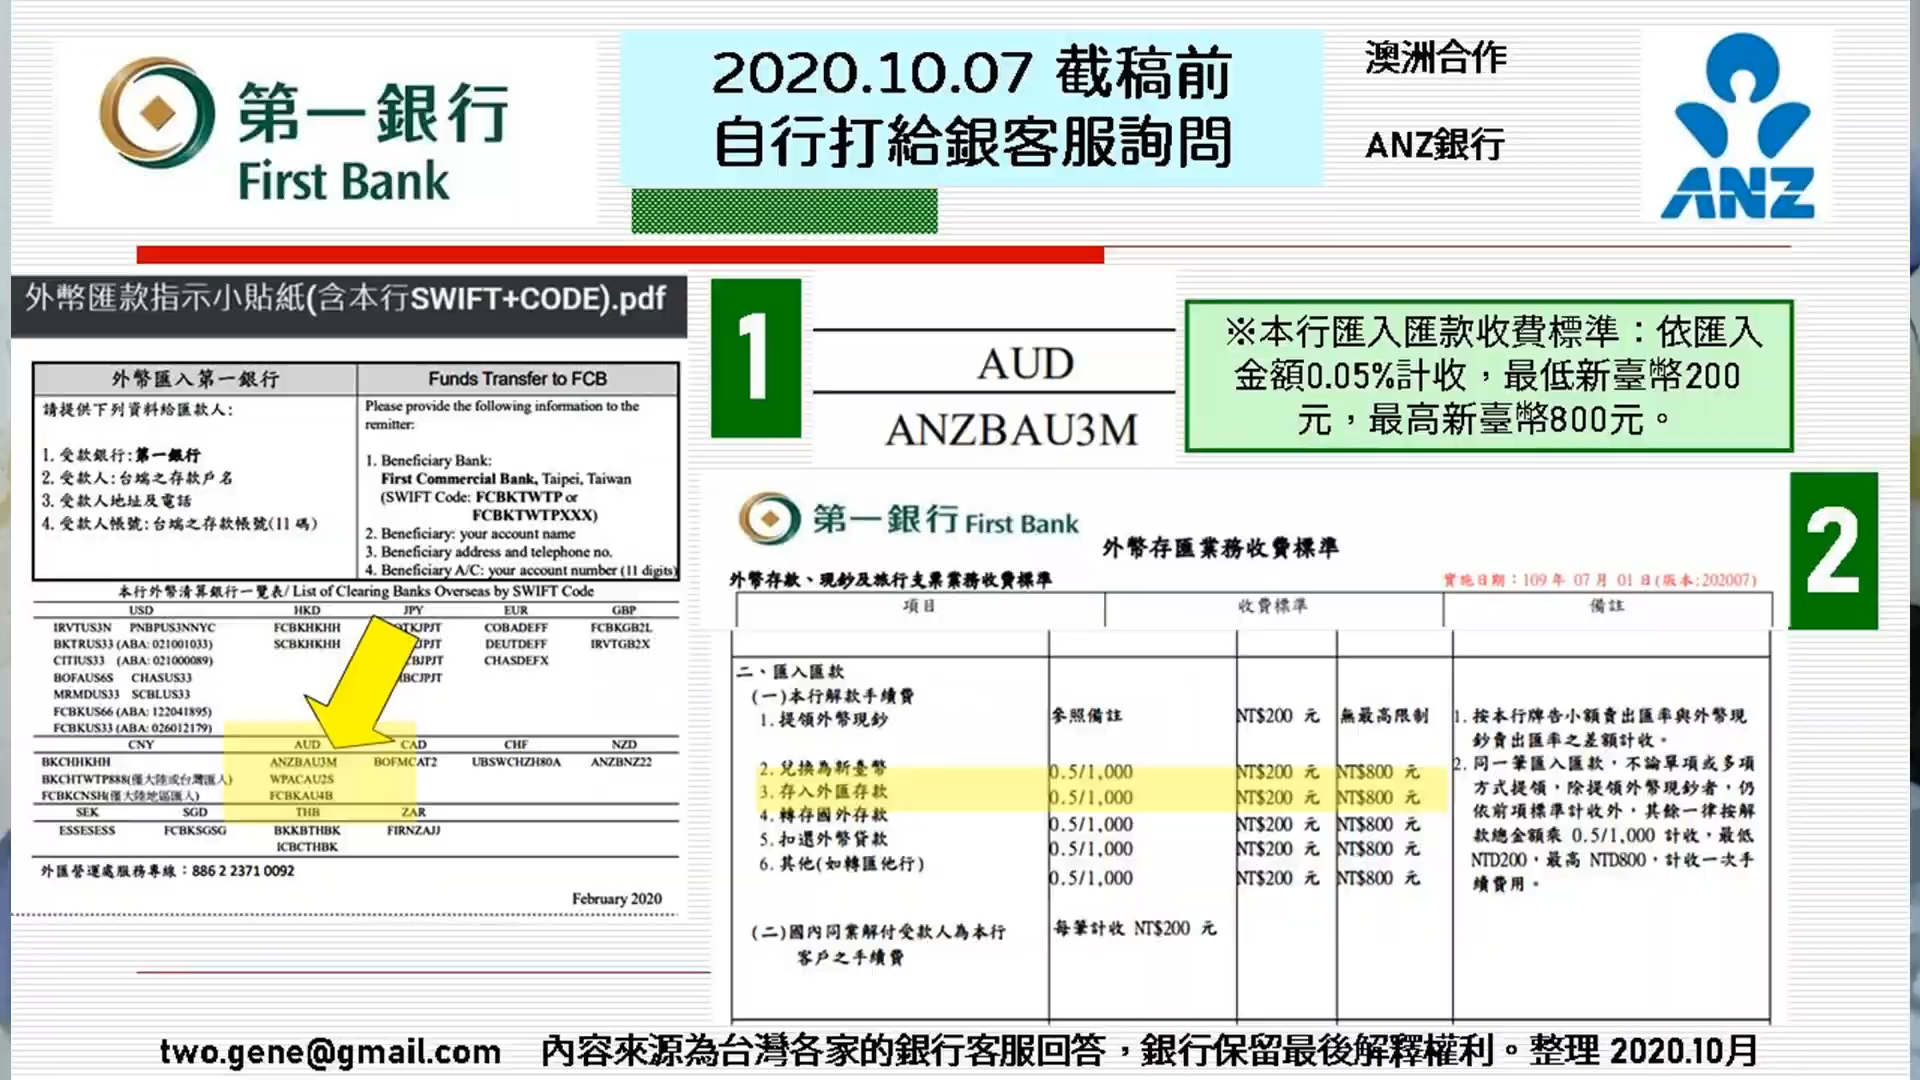 第一銀行
First Bank
2020.10.07 截稿前
自行打給銀客服詢問
澳洲合作
ANZ銀行
ANZ
外幣匯款指示小貼紙(含本行SWIFT+CODE).pdf
外幣匯入第一銀行
請提供下列資料給匯款人:
1. 受款銀行:第一銀行
2. 受款人:台端之存款戶名
3. 受款人地址及電話
4. 受款人帳號:台端之存款帳號(11 碼)
Funds Transfer to FCB
Please provide the following information to the
remitter:
1. Beneficiary Bank:
First Commercial Bank, Taipei, Taiwan
(SWIFT Code: FCBKTWTP or
FCBKTWTPXXX)
2. Beneficiary: your account name
3. Beneficiary address and telephone no.
4. Beneficiary A/C: your account number (11 digits)
本行外幣清算銀行一覽表/ List of Clearing Banks Overseas by SWIFT Code
USD HKD JPY EUR GBP
IRVTUS3N PNBPUS3NNYC FCBKHKHH COBADEFF FCBKGB2L
BKTRUS33 (ABA: 021001033) SCBKHKHH DEUTDEFF IRVTGB2X
CITIUS33 (ABA: 021000089) CHASDEFX
BOFAUS6S CHASUS33
MRMDUS33 SCBLUS33
FCBKUS66 (ABA: 122041895)
FCBKUS33 (ABA: 026012179)
CNY AUD CAD CHF NZD
BKCHHKHH ANZBAU3M BOFMCAT2 UBSWCHZH80A ANZBNZ22
BKCHTWTP888(僅大陸或台灣匯入) WPACAU2S
FCBKCNSH(僅大陸地區匯入) FCBKAU4B
SEK SGD THB ZAR
ESSESESS FCBKSGSG BKKBTHBK FIRNZAJJ
ICBCTHBK
外匯營運處服務專線：886 2 2371 0092
February 2020
1
AUD
ANZBAU3M
※本行匯入匯款收費標準：依匯入
金額0.05%計收，最低新臺幣200
元，最高新臺幣800元。
2
第一銀行 First Bank
外幣存匯業務收費標準
外幣存款、現鈔及旅行支票業務收費標準
實施日期：109 年 07 月 01 日(版本:202007)
項目 收費標準 備註
二、匯入匯款
(一)本行解款手續費
1. 提領外幣現鈔 參照備註 NT$200 元 無最高限制
2. 兌換為新臺幣 0.5/1,000 NT$200 元 NT$800 元
3. 存入外匯存款 0.5/1,000 NT$200 元 NT$800 元
4. 轉存國外存款 0.5/1,000 NT$200 元 NT$800 元
5. 扣還外幣貸款 0.5/1,000 NT$200 元 NT$800 元
6. 其他(如轉匯他行) 0.5/1,000 NT$200 元 NT$800 元
(二)國內同業解付受款人為本行
客戶之手續費
每筆計收 NT$200 元
1. 按本行牌告小額賣出匯率與外幣現
鈔賣出匯率之差額計收。
2. 同一筆匯入匯款，不論單項或多項
方式提領，除提領外幣現鈔者，仍
依前項標準計收外，其餘一律按解
款總金額乘 0.5/1,000 計收，最低
NTD200，最高 NTD800，計收一次手
續費用。
two.gene@gmail.com 內容來源為台灣各家的銀行客服回答，銀行保留最後解釋權利。整理 2020.10月